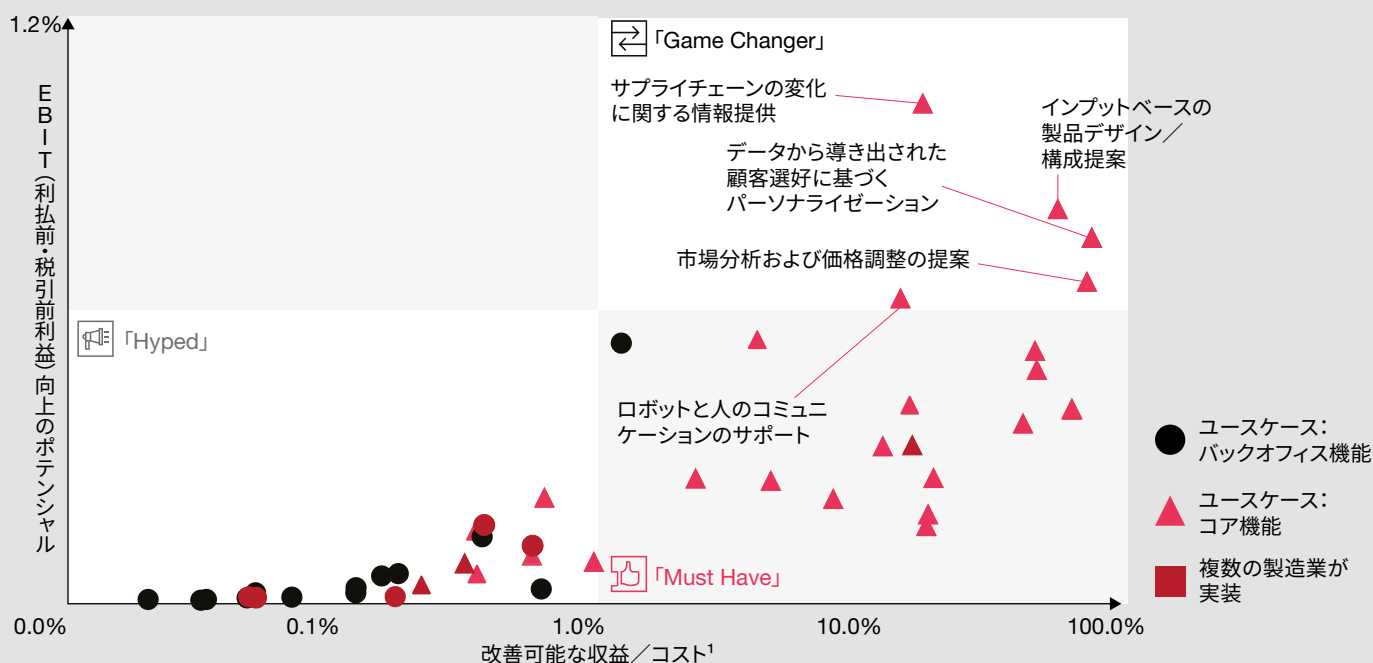 1.2%
EBIT(利払前・税引前利益)向上のポテンシャル
「Game Changer」
サプライチェーンの変化
に関する情報提供
インプットベースの
製品デザイン／
構成提案
データから導き出された
顧客選好に基づく
パーソナライゼーション
市場分析および価格調整の提案
「Hyped」
ロボットと人のコミュニ
ケーションのサポート
「Must Have」
ユースケース：
バックオフィス機能
ユースケース：
コア機能
複数の製造業が
実装
0.0% 0.1% 1.0% 10.0% 100.0%
改善可能な収益／コスト¹